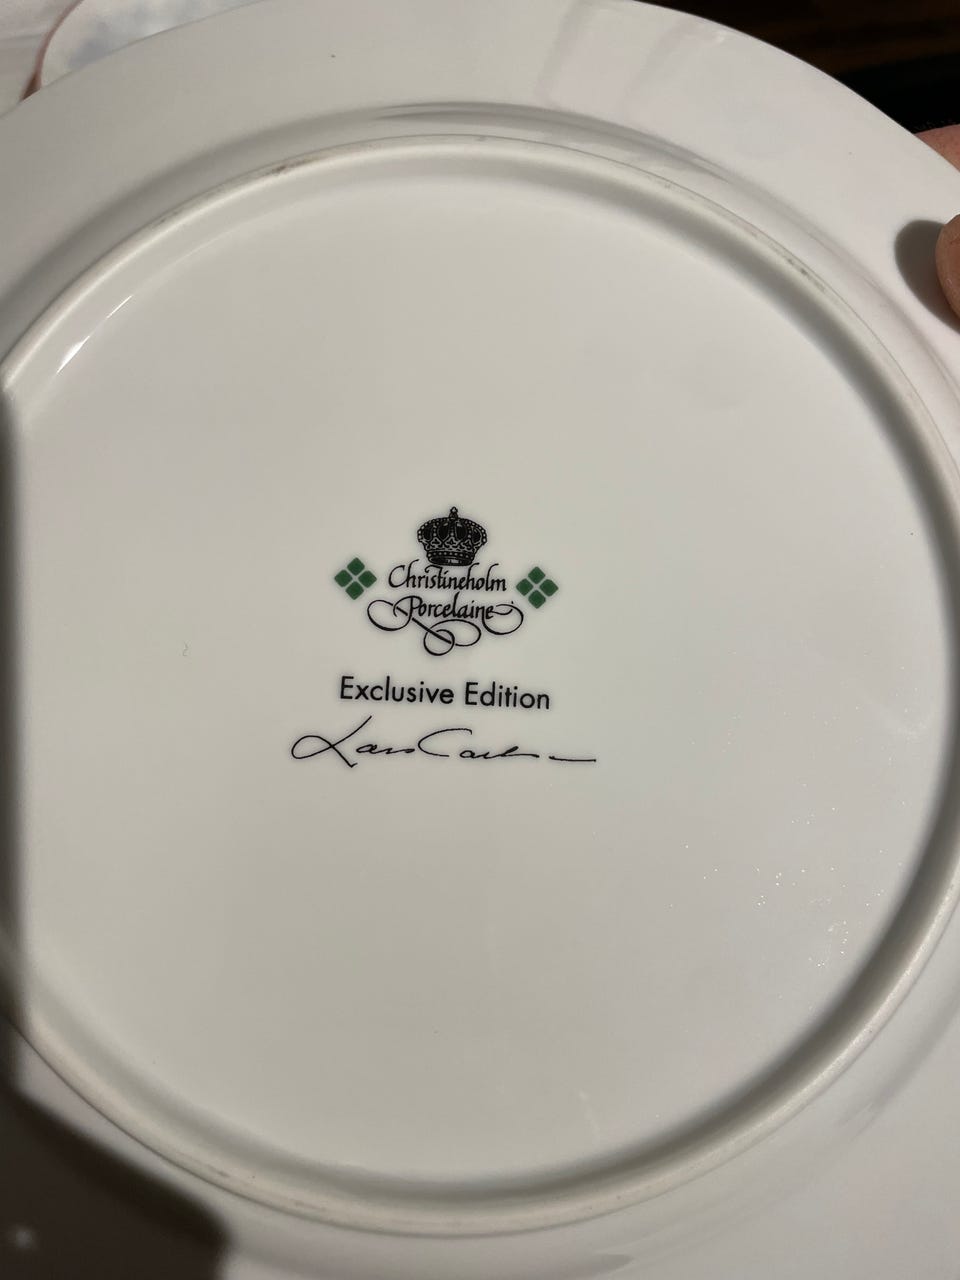 Christineholm
Porcelaine
Exclusive Edition